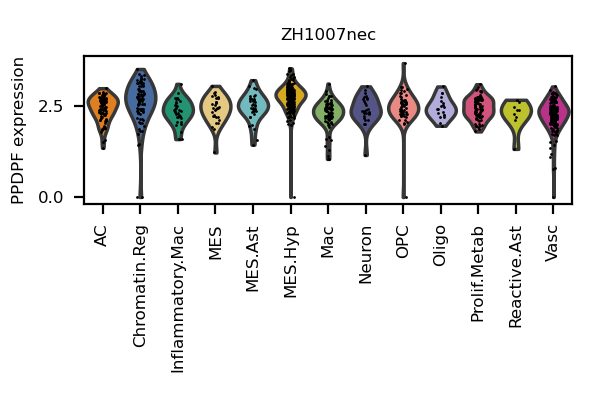 ZH1007nec
PPDPF expression
2.5
0.0
AC
Chromatin.Reg
Inflammatory.Mac
MES
MES.Ast
MES.Hyp
Mac
Neuron
OPC
Oligo
Prolif.Metab
Reactive.Ast
Vasc